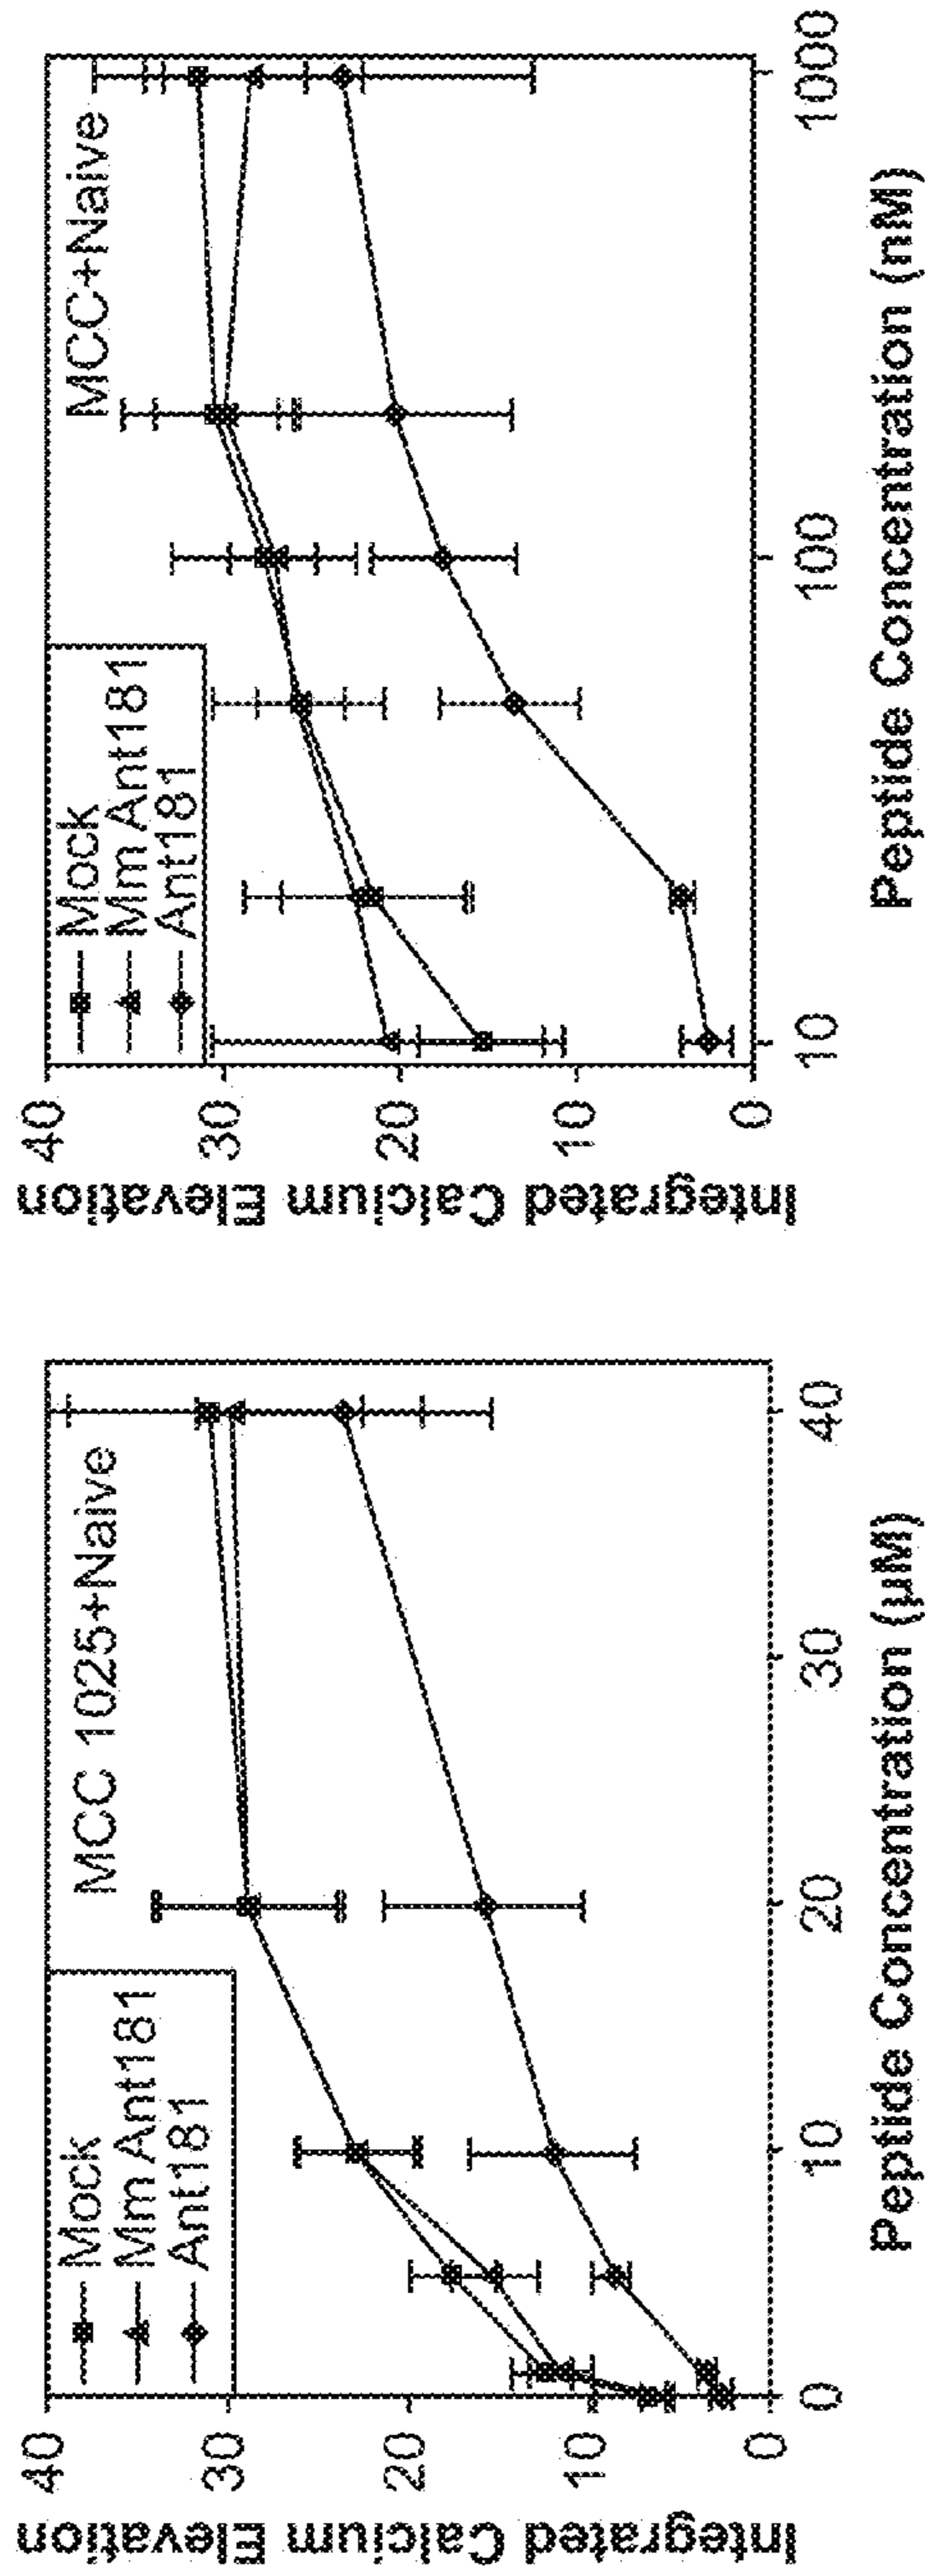 MCC 1025+Naive
Mock
Mm Ant181
Ant181
Integrated Calcium Elevation
40
30
20
10
0
0
10
20
30
40
Peptide Concentration (µM)
MCC+Naive
Mock
Mm Ant181
Ant181
Integrated Calcium Elevation
40
30
20
10
0
10
100
1000
Peptide Concentration (nM)